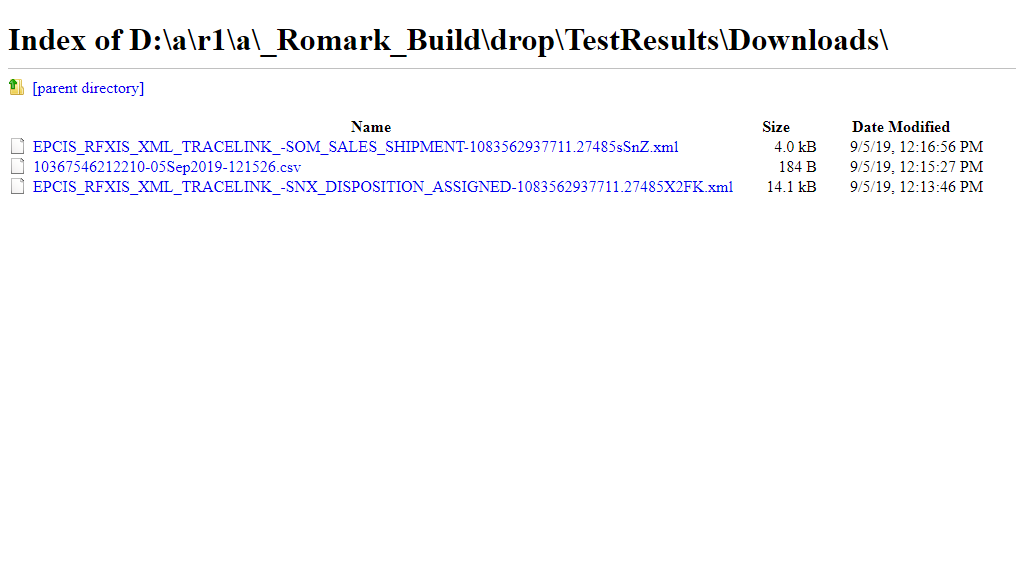 Index of D:\a\r1\a\_Romark_Build\drop\TestResults\Downloads\
[parent directory]
Name Size Date Modified
EPCIS_RFXIS_XML_TRACELINK_-SOM_SALES_SHIPMENT-1083562937711.27485sSnZ.xml 4.0 kB 9/5/19, 12:16:56 PM
10367546212210-05Sep2019-121526.csv 184 B 9/5/19, 12:15:27 PM
EPCIS_RFXIS_XML_TRACELINK_-SNX_DISPOSITION_ASSIGNED-1083562937711.27485X2FK.xml 14.1 kB 9/5/19, 12:13:46 PM